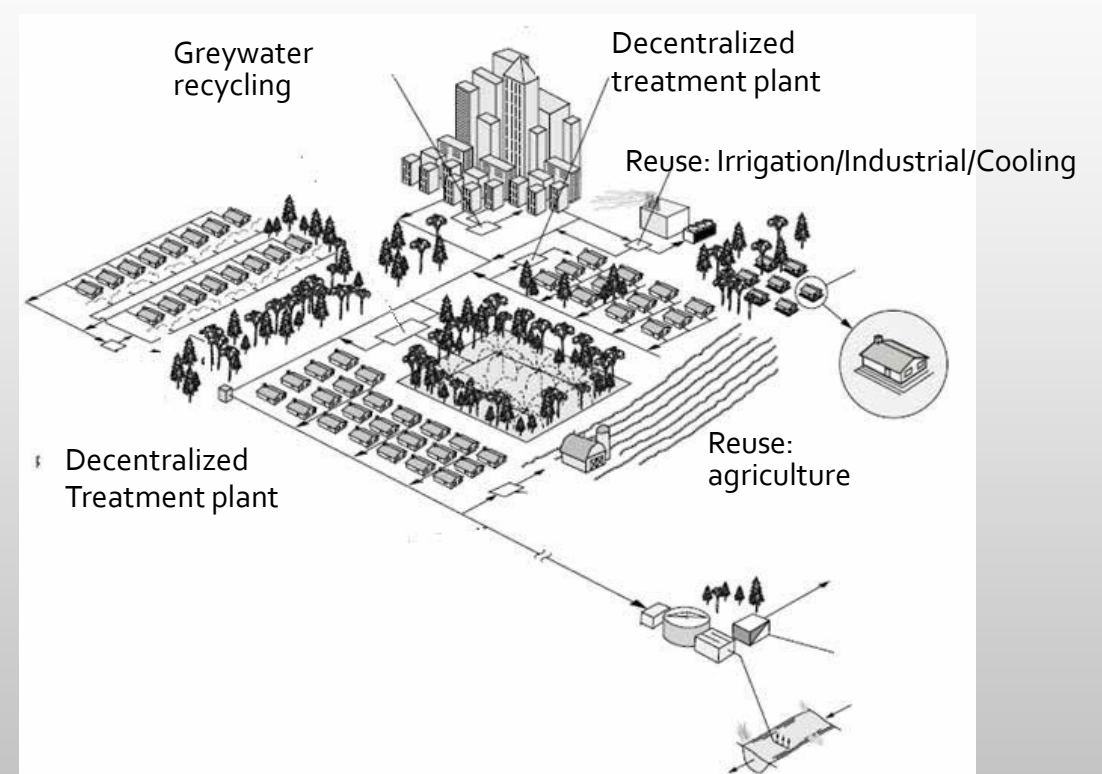 Greywater
recycling
Decentralized
treatment plant
Reuse: Irrigation/Industrial/Cooling
Reuse:
agriculture
Decentralized
Treatment plant